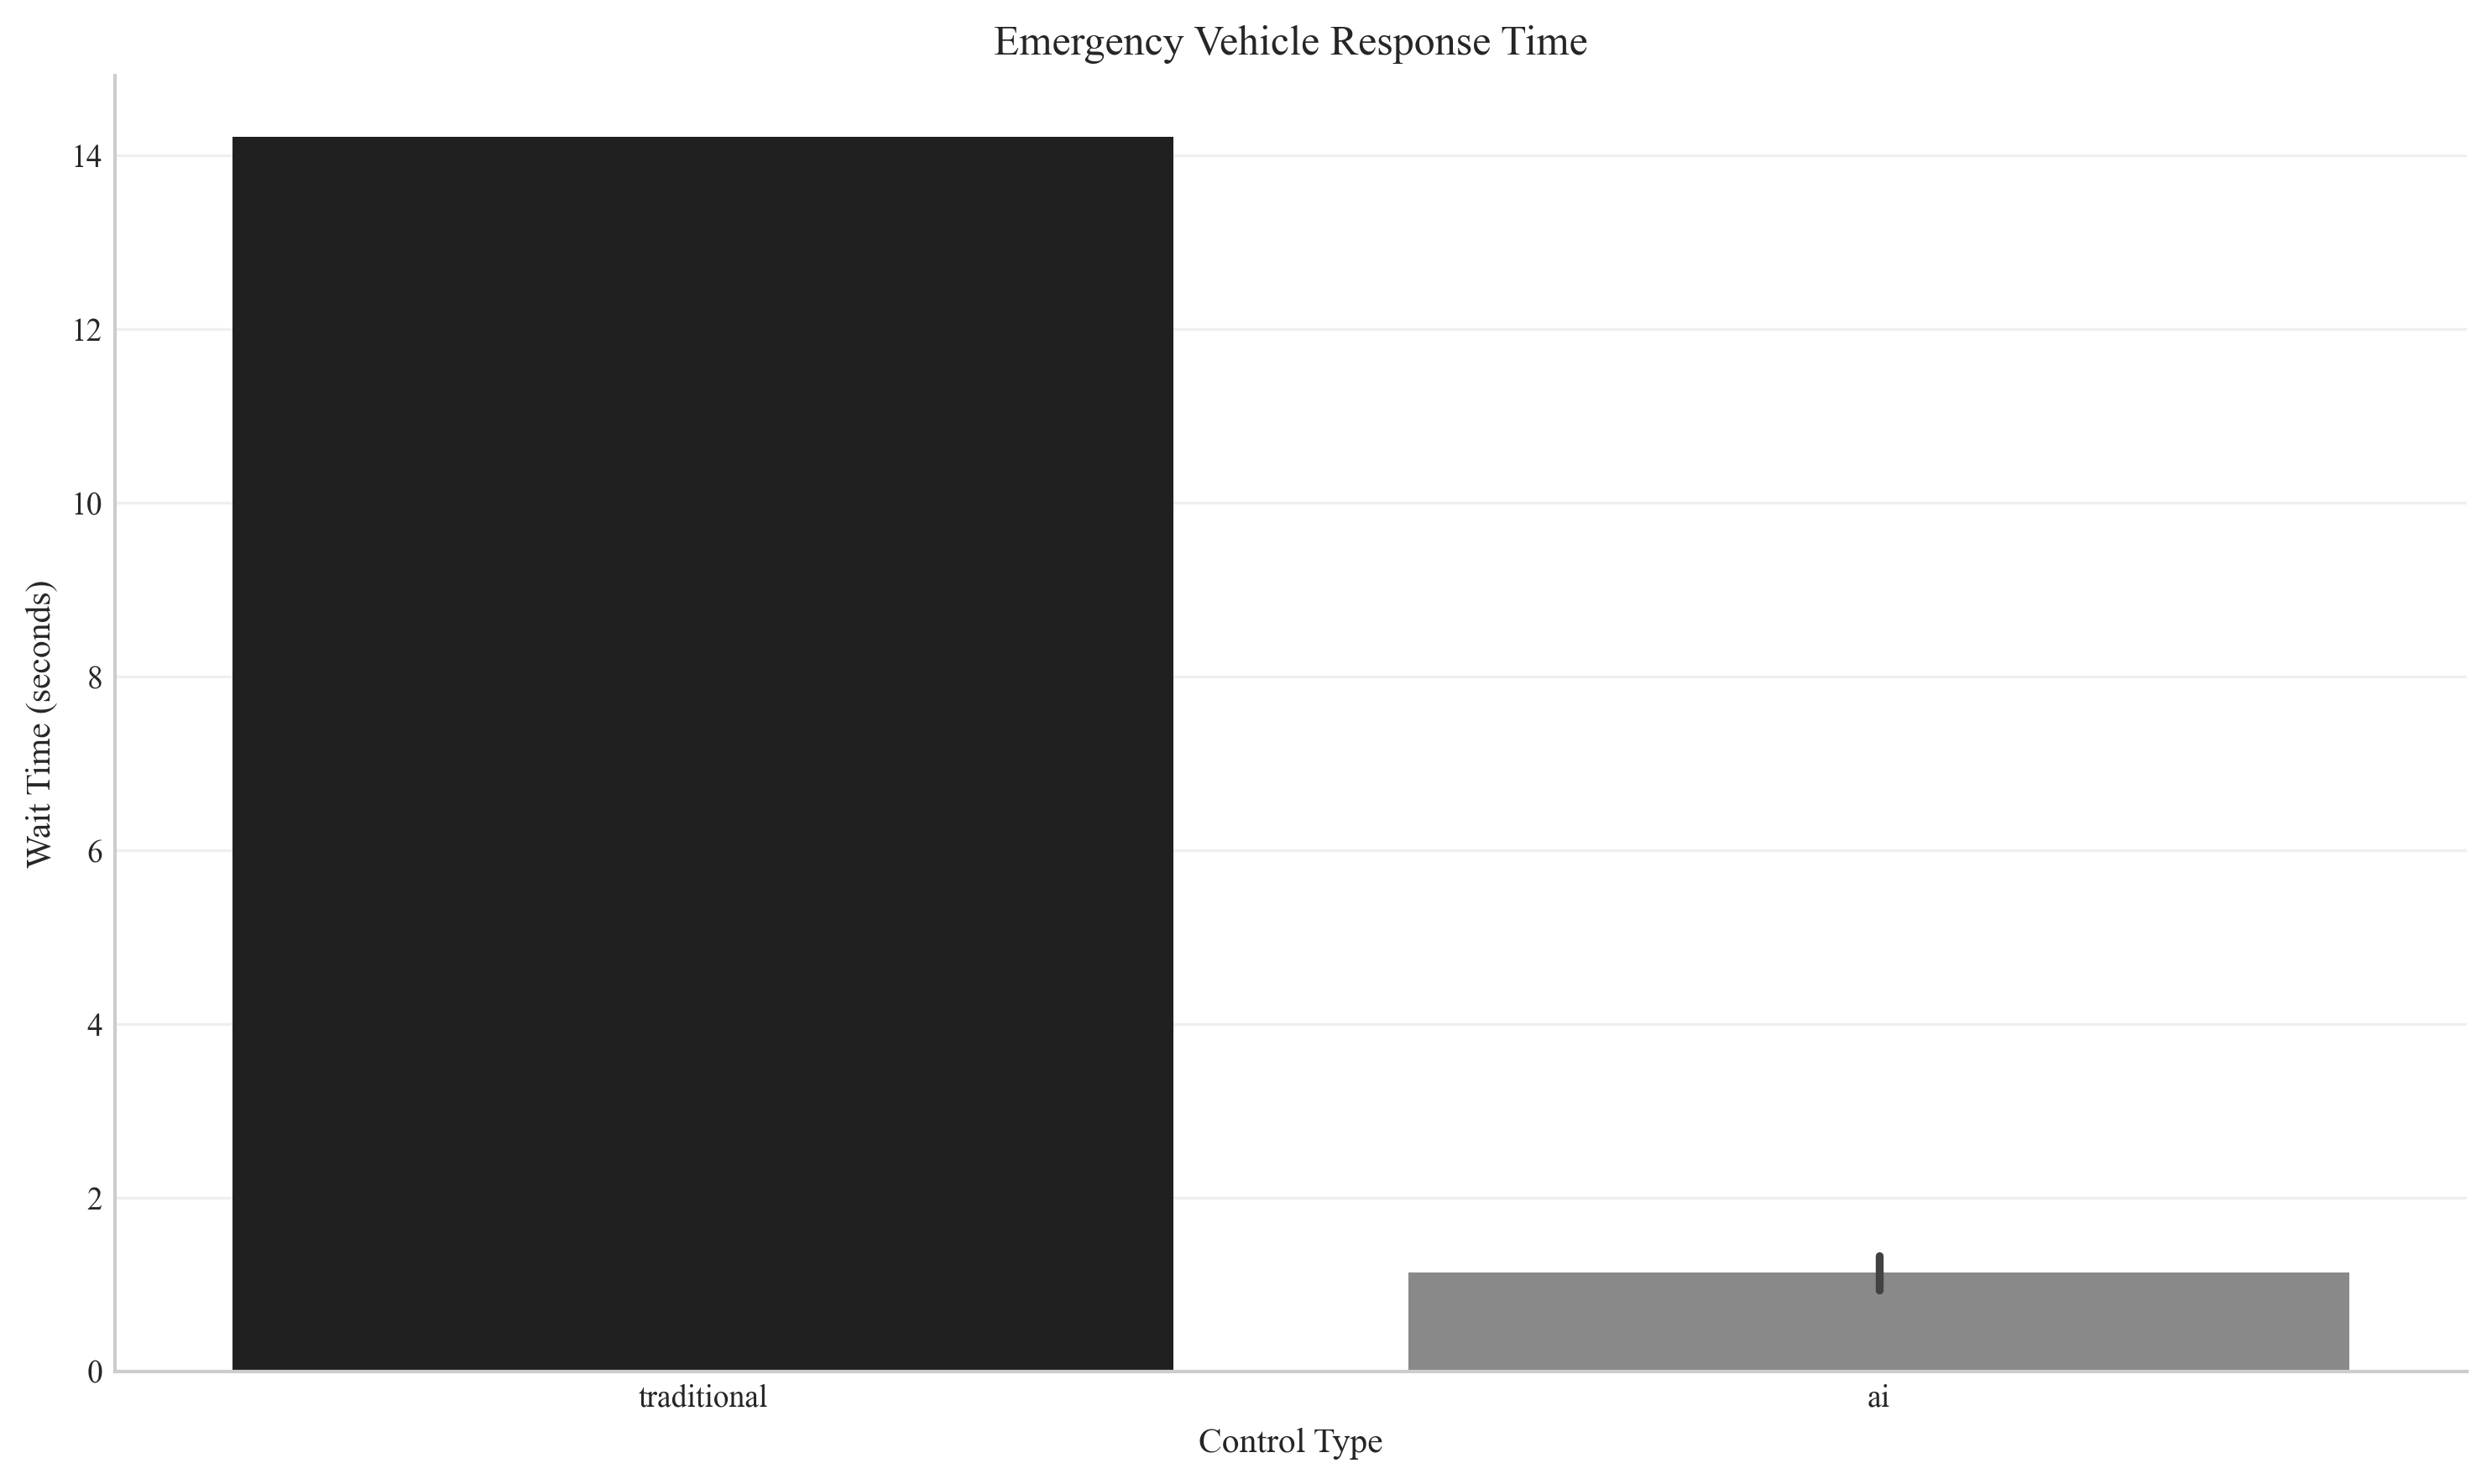 Emergency Vehicle Response Time
14
12
10
8
6
4
2
0
Wait Time (seconds)
traditional
ai
Control Type